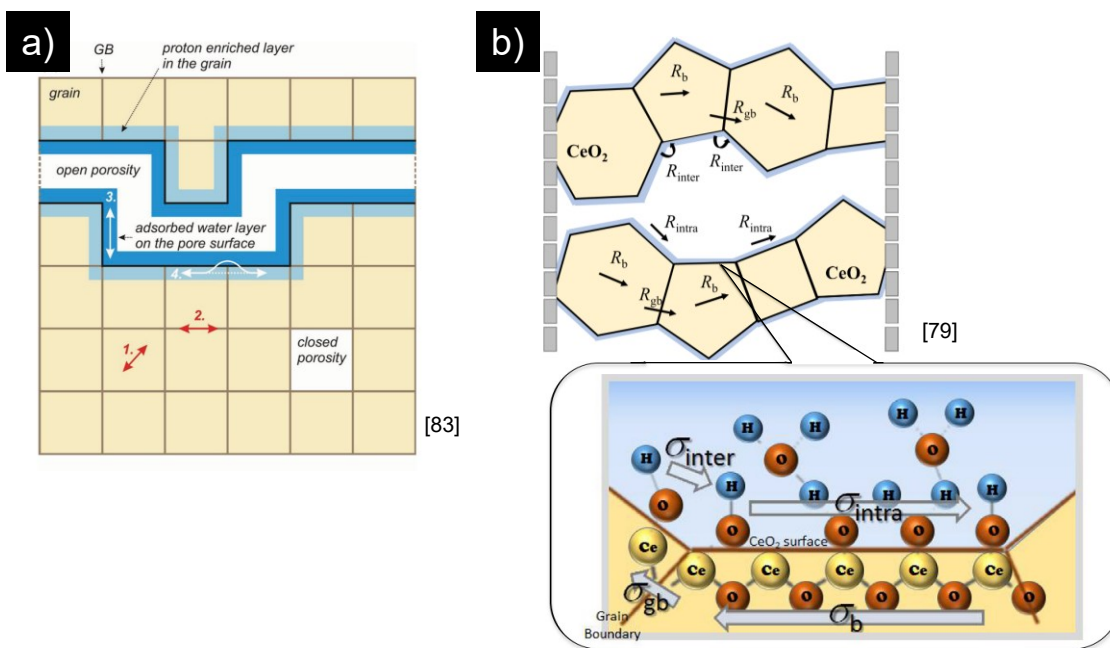 a)
GB
proton enriched layer
in the grain
grain
open porosity
3.
adsorbed water layer
on the pore surface
4.
2.
1.
closed
porosity
[83]
b)
R_b
R_gb
R_b
CeO₂
R_inter
R_inter
R_intra
R_intra
R_b
R_gb
R_b
CeO₂
[79]
H
H
H
H
H
σ_inter
O
O
H
H
H
H
H
σ_intra
O
O
O
O
O
O
CeO₂ surface
Ce
Ce
Ce
Ce
Ce
Ce
σ_gb
O
O
O
O
O
σ_b
Grain
Boundary